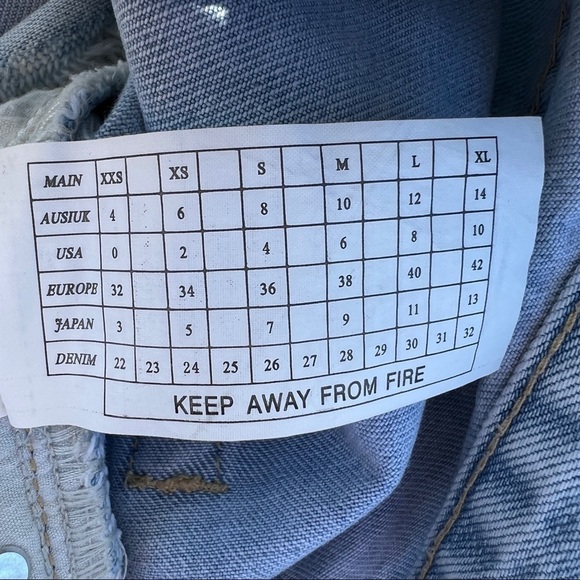 MAIN XXS XS S M L XL
AUSIUK 4 6 8 10 12 14
USA 0 2 4 6 8 10
EUROPE 32 34 36 38 40 42
JAPAN 3 5 7 9 11 13
DENIM 22 23 24 25 26 27 28 29 30 31 32
KEEP AWAY FROM FIRE